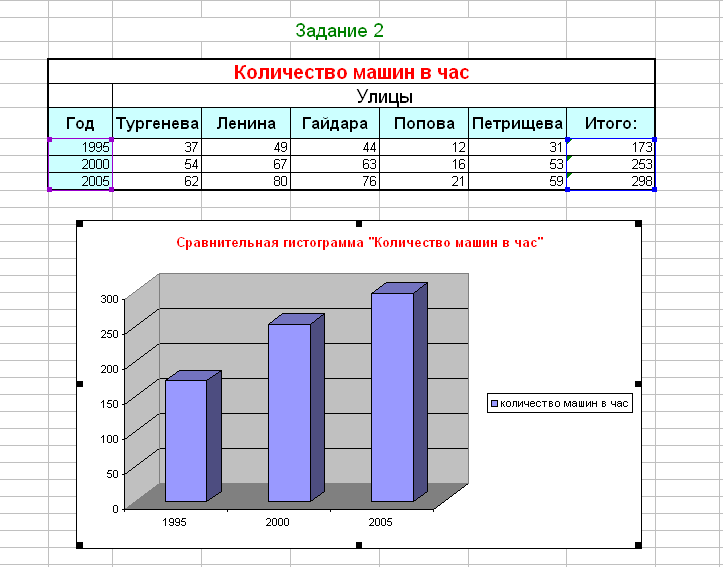 Задание 2
Количество машин в час
Улицы
Год Тургенева Ленина Гайдара Попова Петрищева Итого:
1995 37 49 44 12 31 173
2000 54 67 63 16 53 253
2005 62 80 76 21 59 298
Сравнительная гистограмма "Количество машин в час"
300
250
200
150
100
50
0
количество машин в час
1995 2000 2005